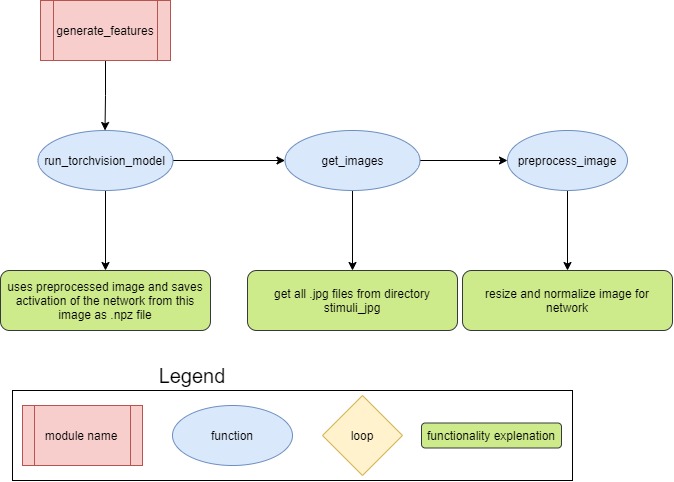 generate_features
run_torchvision_model
get_images
preprocess_image
uses preprocessed image and saves
activation of the network from this
image as .npz file
get all .jpg files from directory
stimuli_jpg
resize and normalize image for
network
Legend
module name
function
loop
functionality explenation